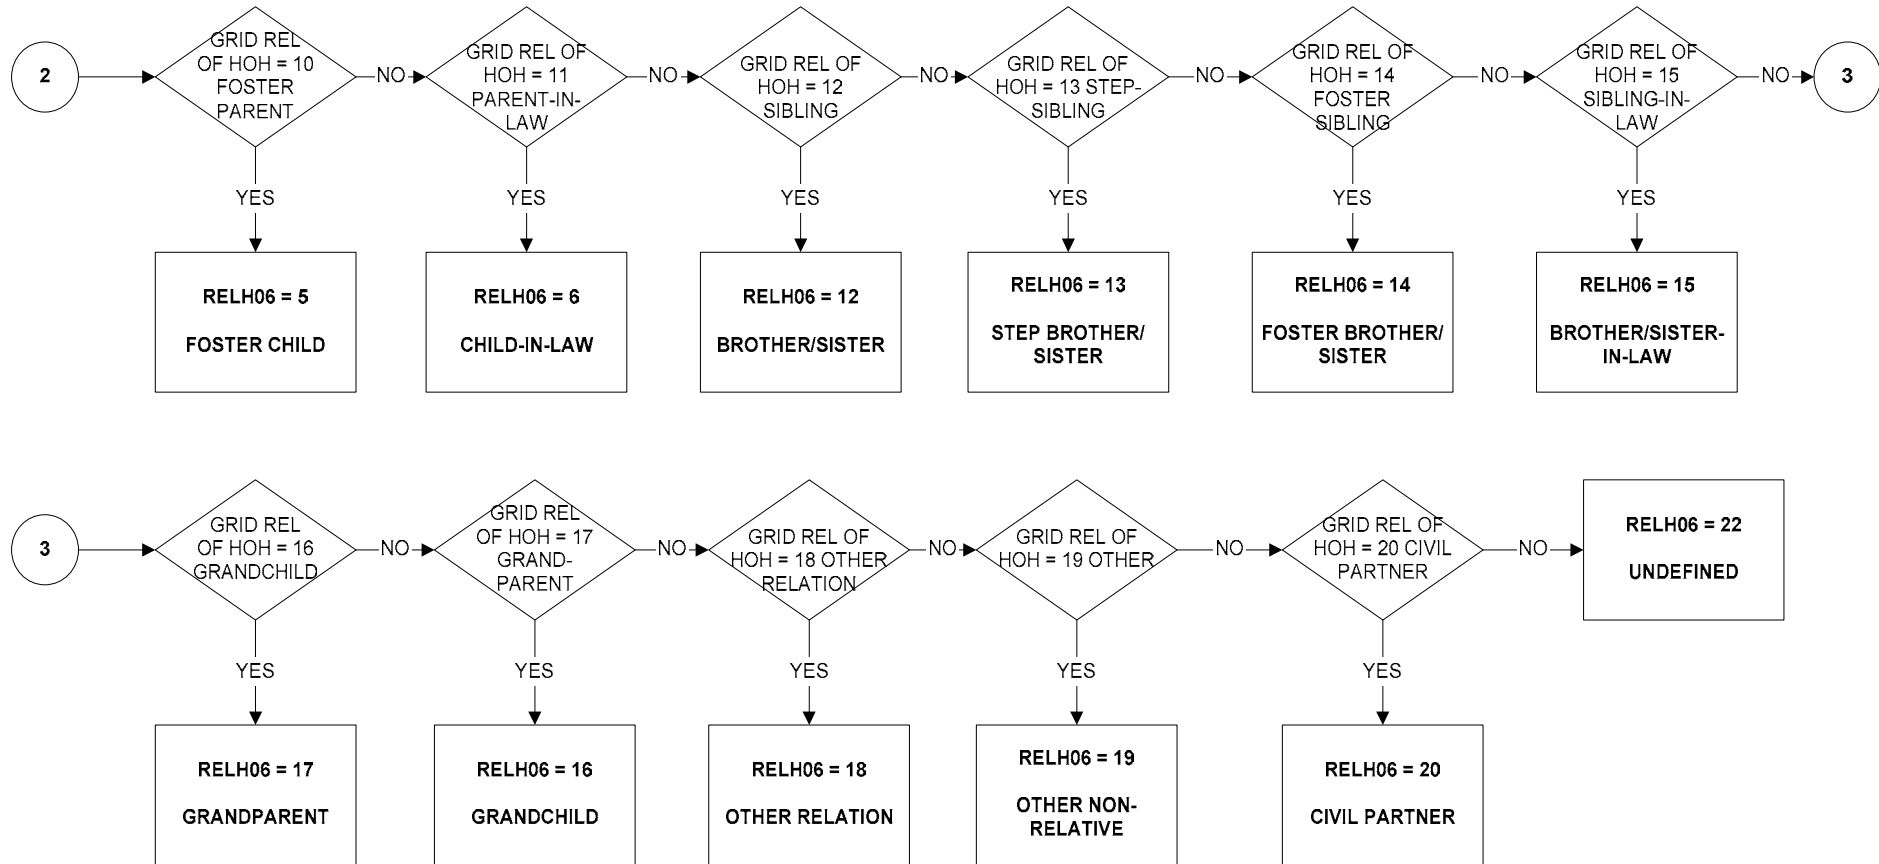 2
GRID REL
OF HOH = 10
FOSTER
PARENT
NO
GRID REL OF
HOH = 11
PARENT-IN-
LAW
NO
GRID REL OF
HOH = 12
SIBLING
NO
GRID REL OF
HOH = 13 STEP-
SIBLING
NO
GRID REL OF
HOH = 14
FOSTER
SIBLING
NO
GRID REL OF
HOH = 15
SIBLING-IN-
LAW
NO
3
YES
YES
YES
YES
YES
YES
RELH06 = 5
FOSTER CHILD
RELH06 = 6
CHILD-IN-LAW
RELH06 = 12
BROTHER/SISTER
RELH06 = 13
STEP BROTHER/
SISTER
RELH06 = 14
FOSTER BROTHER/
SISTER
RELH06 = 15
BROTHER/SISTER-
IN-LAW
3
GRID REL
OF HOH = 16
GRANDCHILD
NO
GRID REL
OF HOH = 17
GRAND-
PARENT
NO
GRID REL OF
HOH = 18 OTHER
RELATION
NO
GRID REL OF
HOH = 19 OTHER
NO
GRID REL OF
HOH = 20 CIVIL
PARTNER
NO
RELH06 = 22
UNDEFINED
YES
YES
YES
YES
YES
RELH06 = 17
GRANDPARENT
RELH06 = 16
GRANDCHILD
RELH06 = 18
OTHER RELATION
RELH06 = 19
OTHER NON-
RELATIVE
RELH06 = 20
CIVIL PARTNER